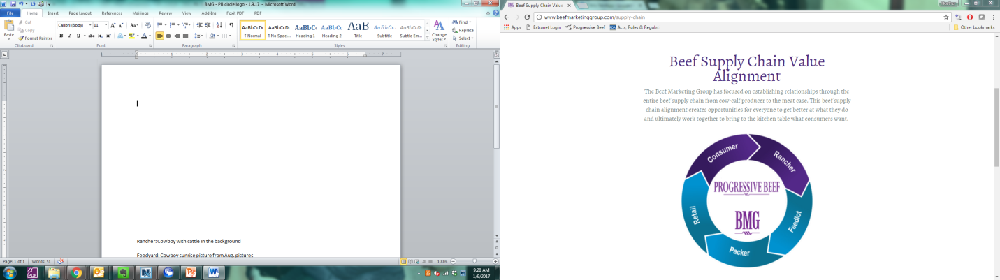 BMG - PB circle logo - 1.9.17 - Microsoft Word
File Home Insert Page Layout References Mailings Review View Add-Ins Foxit PDF PDF
Paste
Cut
Copy
Format Painter
Clipboard
Calibri (Body) 11
Font
Paragraph
AaBbCcDc AaBbCcDc AaBbC AaBbCc AaB AaBbCc. AaBbCcDc
¶ Normal ¶ No Spaci... Heading 1 Heading 2 Title Subtitle Subtle Em...
Styles
Change
Styles
Find
Replace
Select
Editing
Rancher: Cowboy with cattle in the background
Feedyard: Cowboy sunrise picture from Aug. pictures
Page: 1 of 1 Words: 51
100%
9:28 AM
1/9/2017
Beef Supply Chain Value
www.beefmarketinggroup.com/supply-chain
Apps Extranet Login Progressive Beef Acts, Rules & Regulat
Other bookmarks
Beef Supply Chain Value
Alignment
The Beef Marketing Group has focused on establishing relationships through the
entire beef supply chain from cow-calf producer to the meat case. This beef supply
chain alignment creates opportunities for everyone to get better at what they do
and ultimately work together to bring to the kitchen table what consumers want.
Consumer
Rancher
PROGRESSIVE BEEF
BMG
Retail
Feedlot
Packer